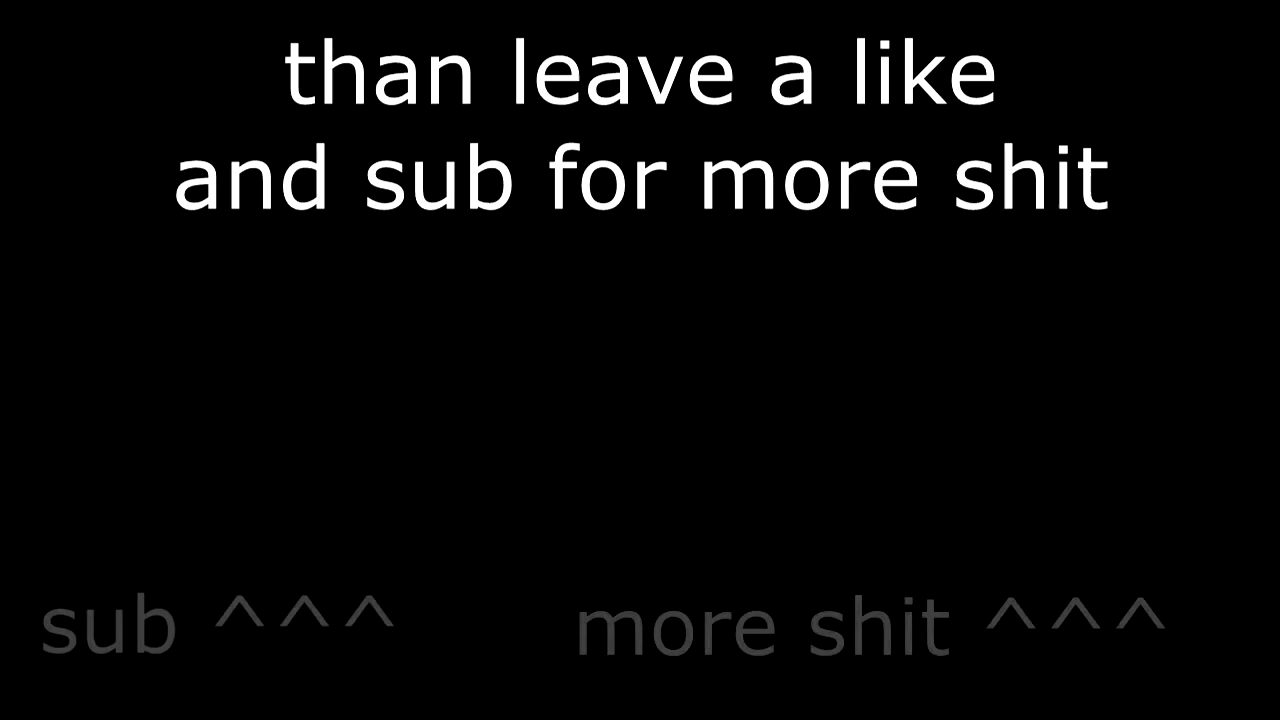 than leave a like
and sub for more shit
sub ^^^
more shit ^^^